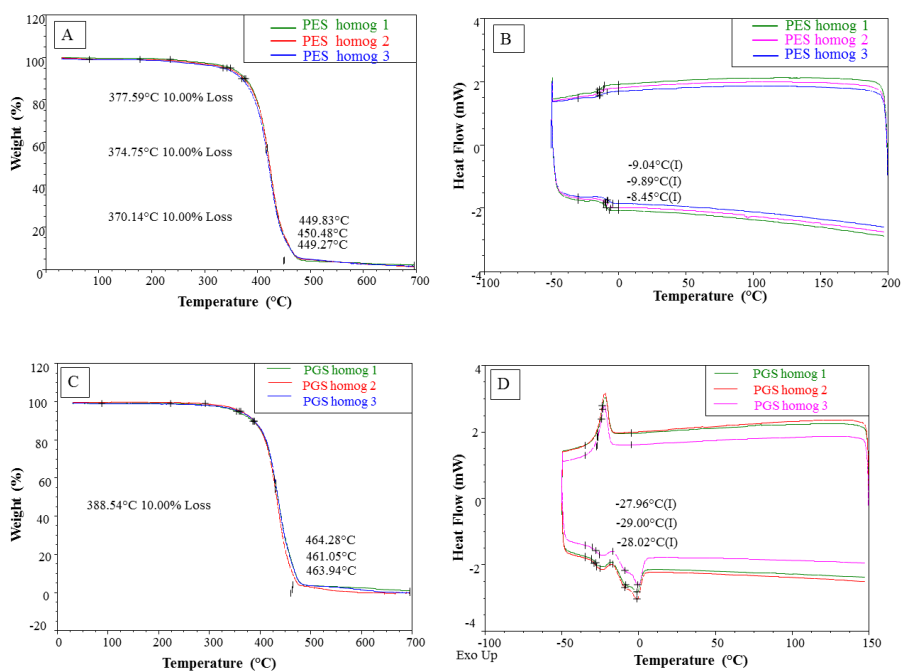 A
PES homog 1
PES homog 2
PES homog 3
120
100
80
60
40
20
0
Weight (%)
377.59°C 10.00% Loss
374.75°C 10.00% Loss
370.14°C 10.00% Loss
449.83°C
450.48°C
449.27°C
0 100 200 300 400 500 600 700
Temperature (°C)
B
PES homog 1
PES homog 2
PES homog 3
4
2
0
-2
-4
Heat Flow (mW)
-9.04°C(I)
-9.89°C(I)
-8.45°C(I)
-100 -50 0 50 100 150 200
Temperature (°C)
C
PGS homog 1
PGS homog 2
PGS homog 3
120
100
80
60
40
20
0
-20
Weight (%)
388.54°C 10.00% Loss
464.28°C
461.05°C
463.94°C
0 100 200 300 400 500 600 700
Temperature (°C)
D
PGS homog 1
PGS homog 2
PGS homog 3
4
2
0
-2
-4
Heat Flow (mW)
-27.96°C(I)
-29.00°C(I)
-28.02°C(I)
-100 -50 0 50 100 150
Exo Up
Temperature (°C)